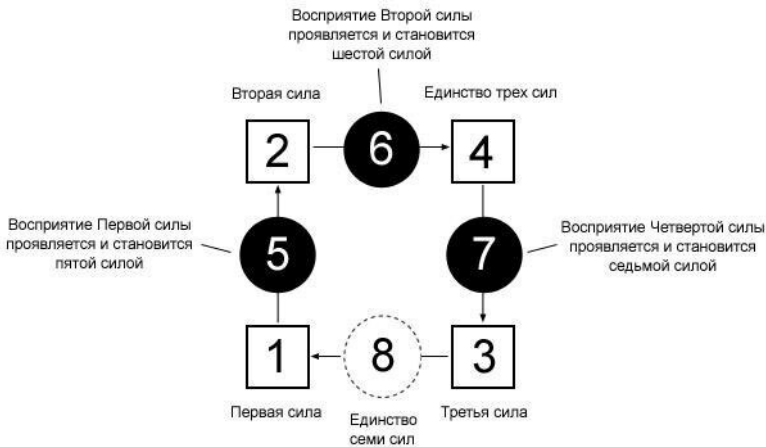 Восприятие Второй силы
проявляется и становится
шестой силой
Вторая сила
Единство трех сил
2
6
4
Восприятие Первой силы
проявляется и становится
пятой силой
5
7
Восприятие Четвертой силы
проявляется и становится
седьмой силой
1
8
3
Первая сила
Единство
семи сил
Третья сила